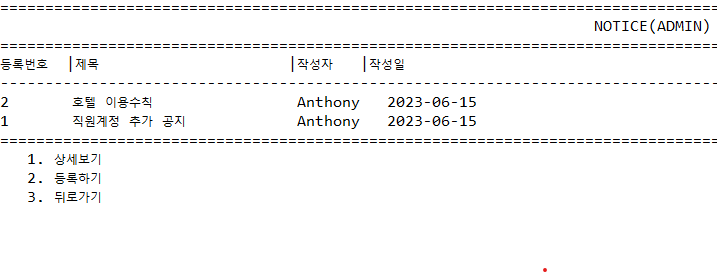 ================================================================================
NOTICE(ADMIN)
================================================================================
등록번호 |제목 |작성자 |작성일
--------------------------------------------------------------------------------
2 호텔 이용수칙 Anthony 2023-06-15
1 직원계정 추가 공지 Anthony 2023-06-15
================================================================================
1. 상세보기
2. 등록하기
3. 뒤로가기